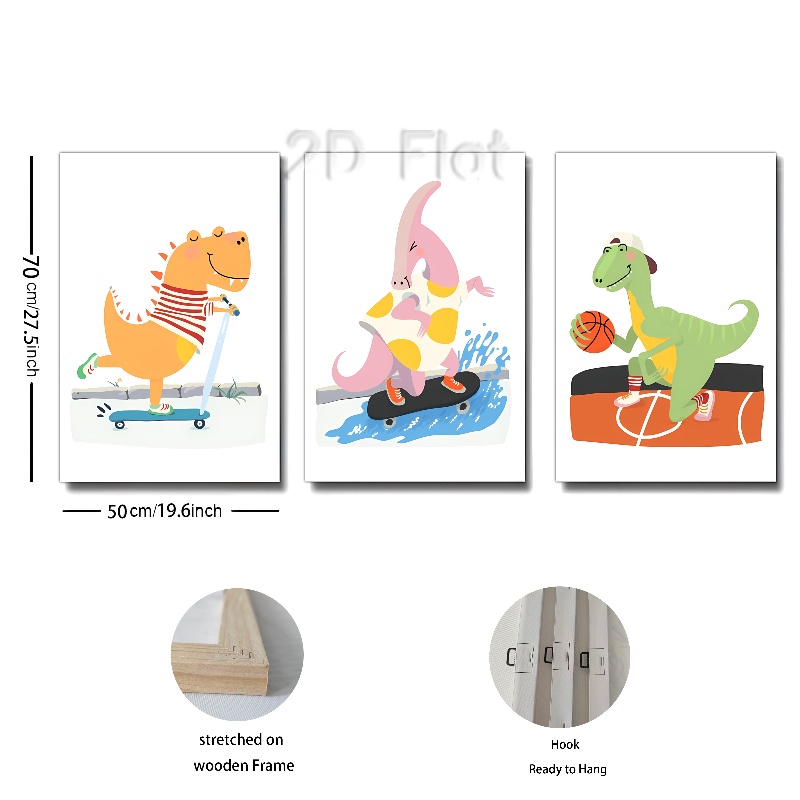 2D Flat
70 cm/27.5inch
50 cm/19.6inch
stretched on
wooden Frame
Hook
Ready to Hang